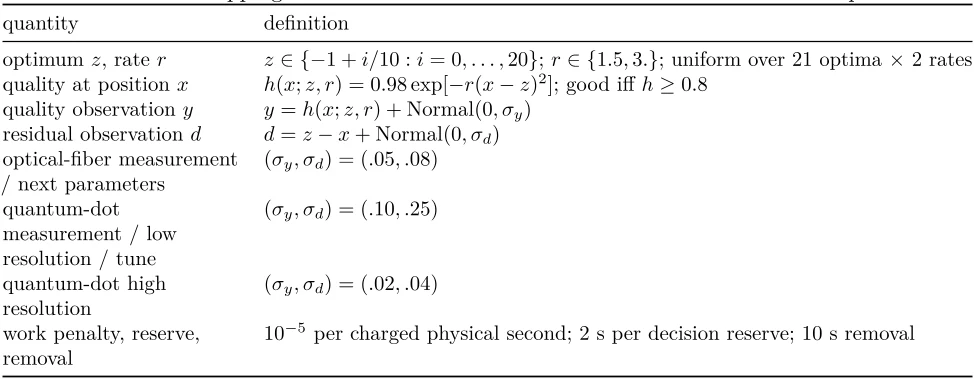 quantity definition
optimum z, rate r z ∈ {−1 + i/10 : i = 0, . . . , 20}; r ∈ {1.5, 3.}; uniform over 21 optima × 2 rates
quality at position x h(x; z, r) = 0.98 exp[−r(x − z)²]; good iff h ≥ 0.8
quality observation y y = h(x; z, r) + Normal(0, σ_y)
residual observation d d = z − x + Normal(0, σ_d)
optical-fiber measurement (σ_y, σ_d) = (.05, .08)
/ next parameters
quantum-dot (σ_y, σ_d) = (.10, .25)
measurement / low
resolution / tune
quantum-dot high (σ_y, σ_d) = (.02, .04)
resolution
work penalty, reserve, 10⁻⁵ per charged physical second; 2 s per decision reserve; 10 s removal
removal